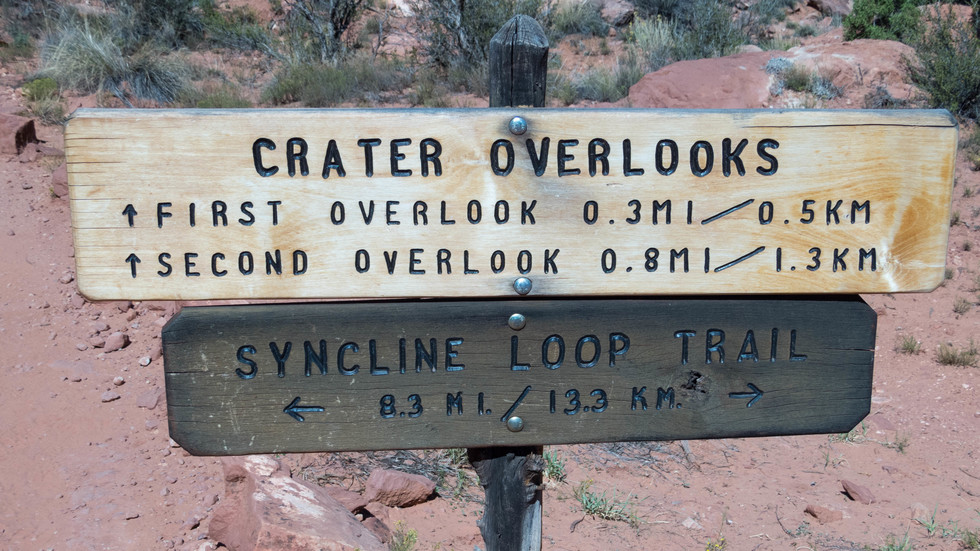 CRATER OVERLOOKS
↑ FIRST OVERLOOK 0.3MI / 0.5KM
↑ SECOND OVERLOOK 0.8MI / 1.3KM
SYNCLINE LOOP TRAIL
← 8.3 MI. / 13.3 KM. →